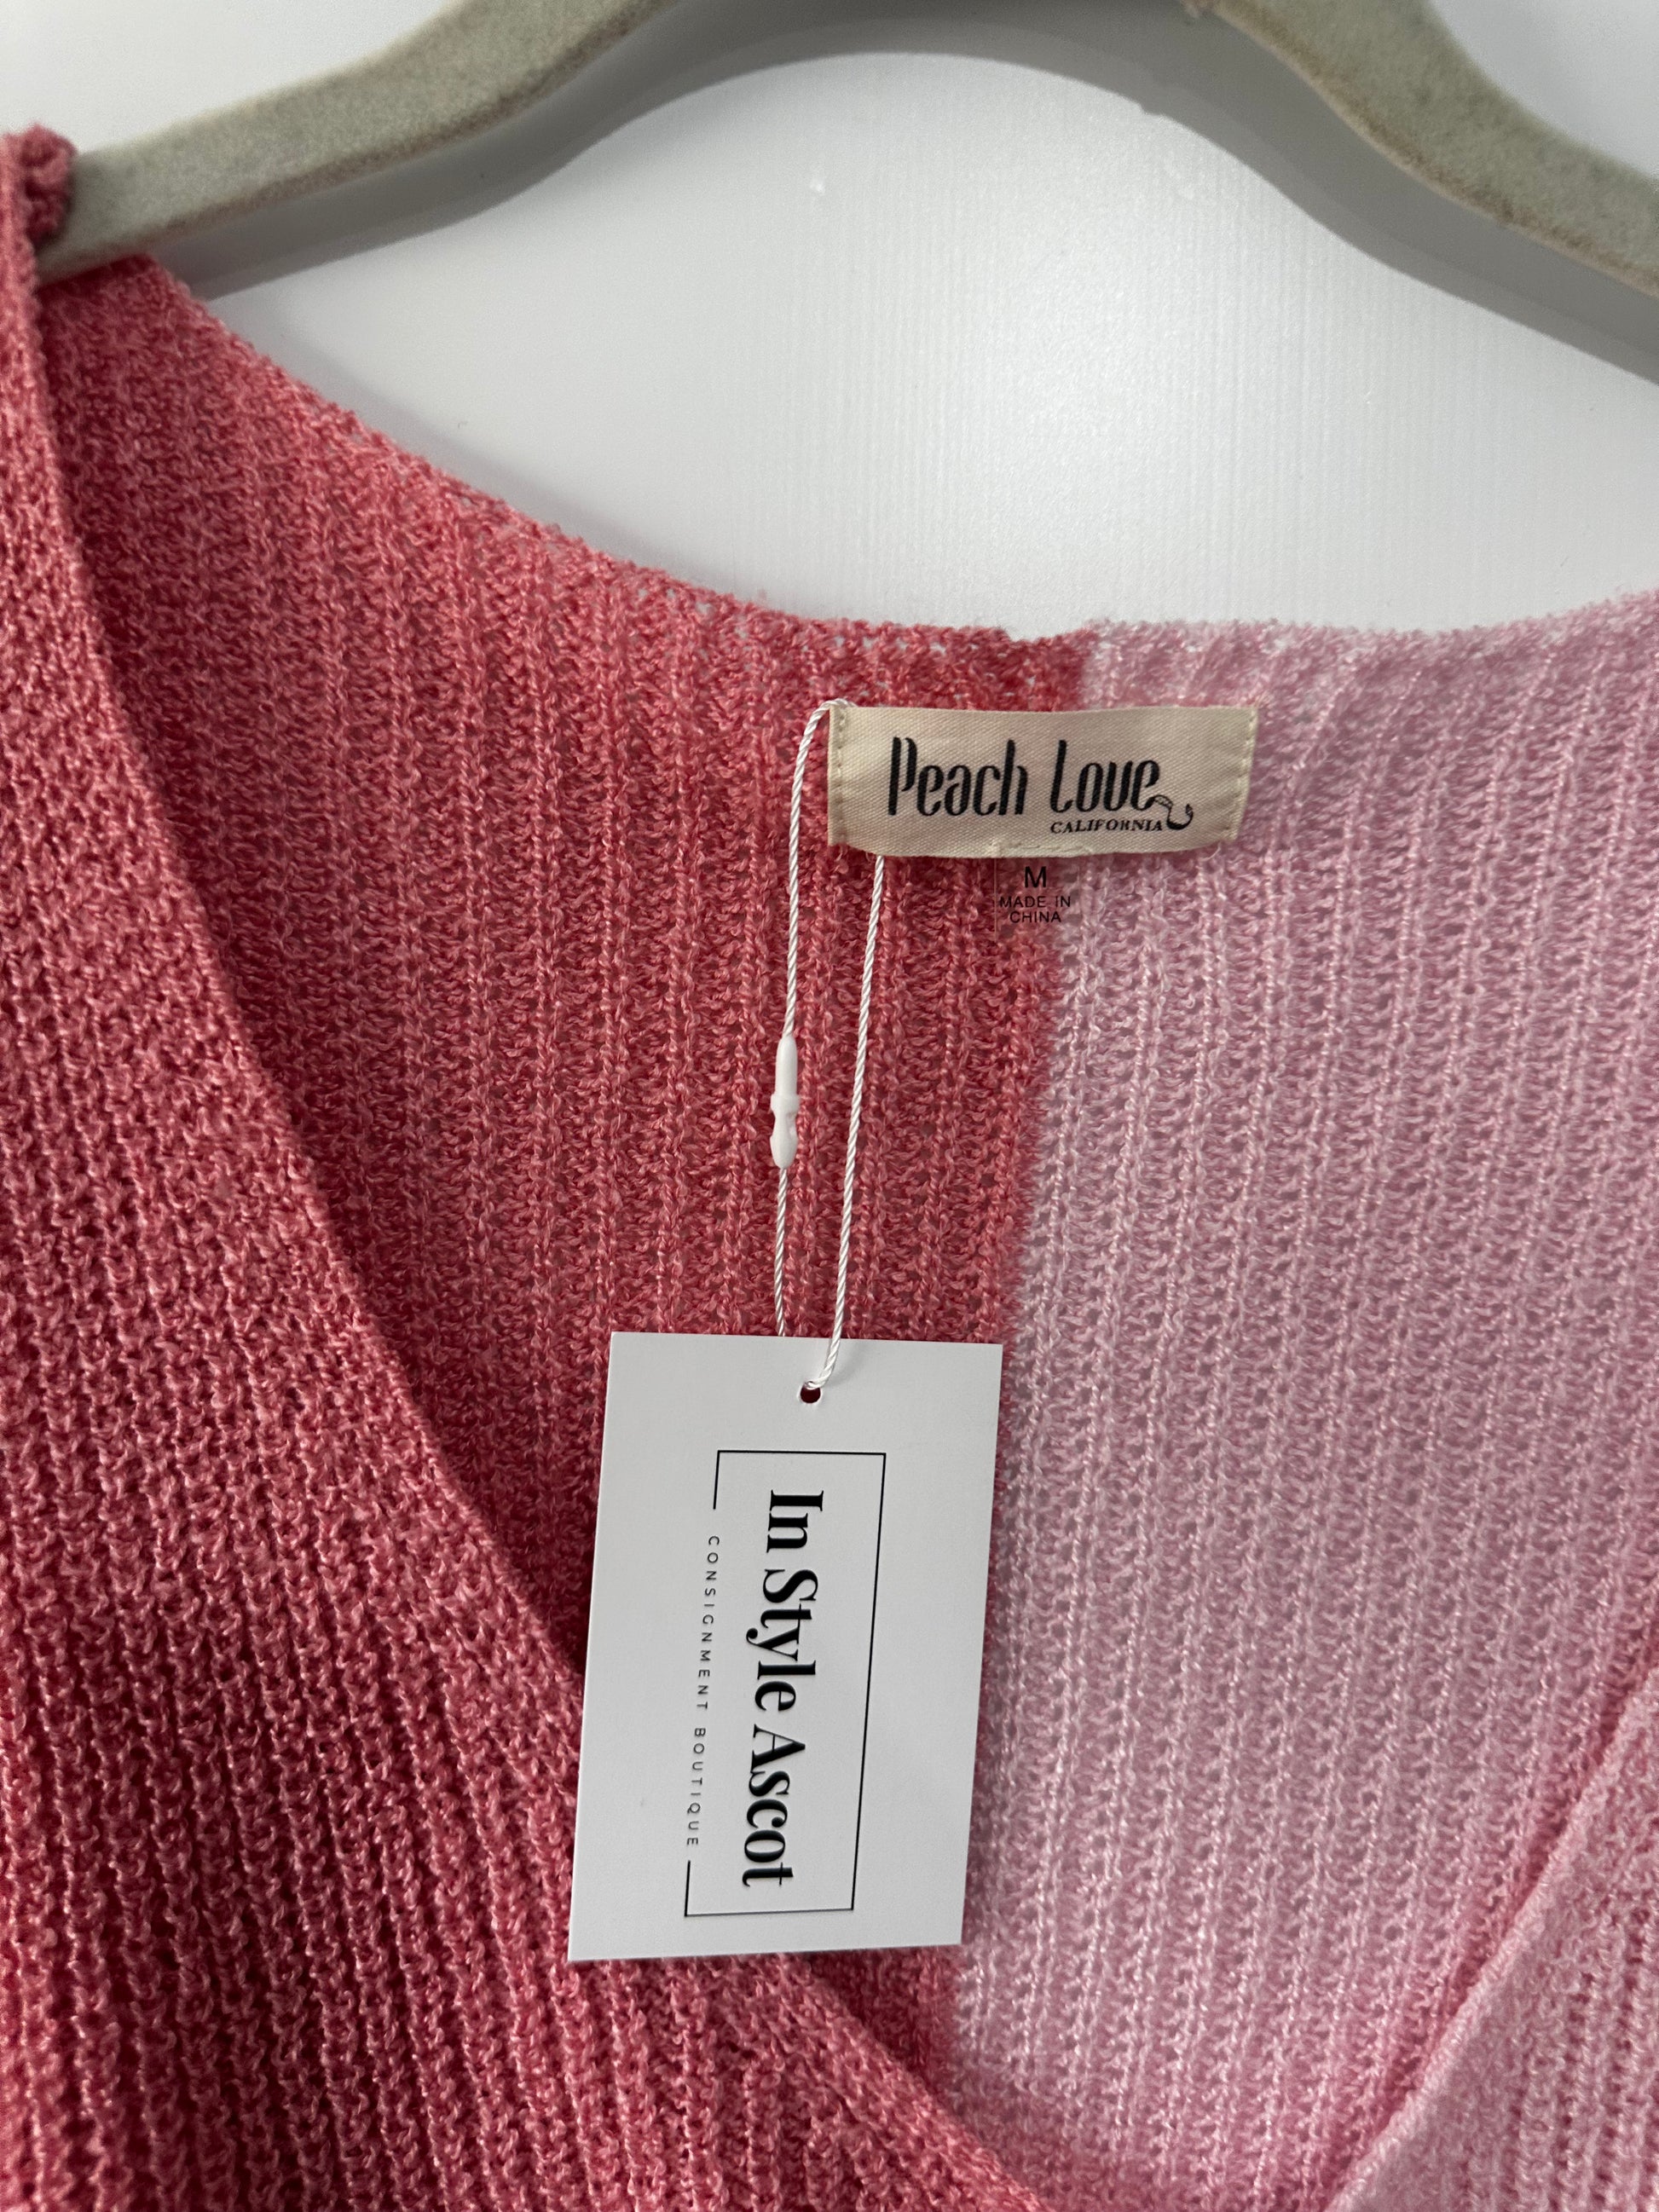 Peach Love
CALIFORNIA
M
MADE IN
CHINA
In Style Ascot
CONSIGNMENT BOUTIQUE